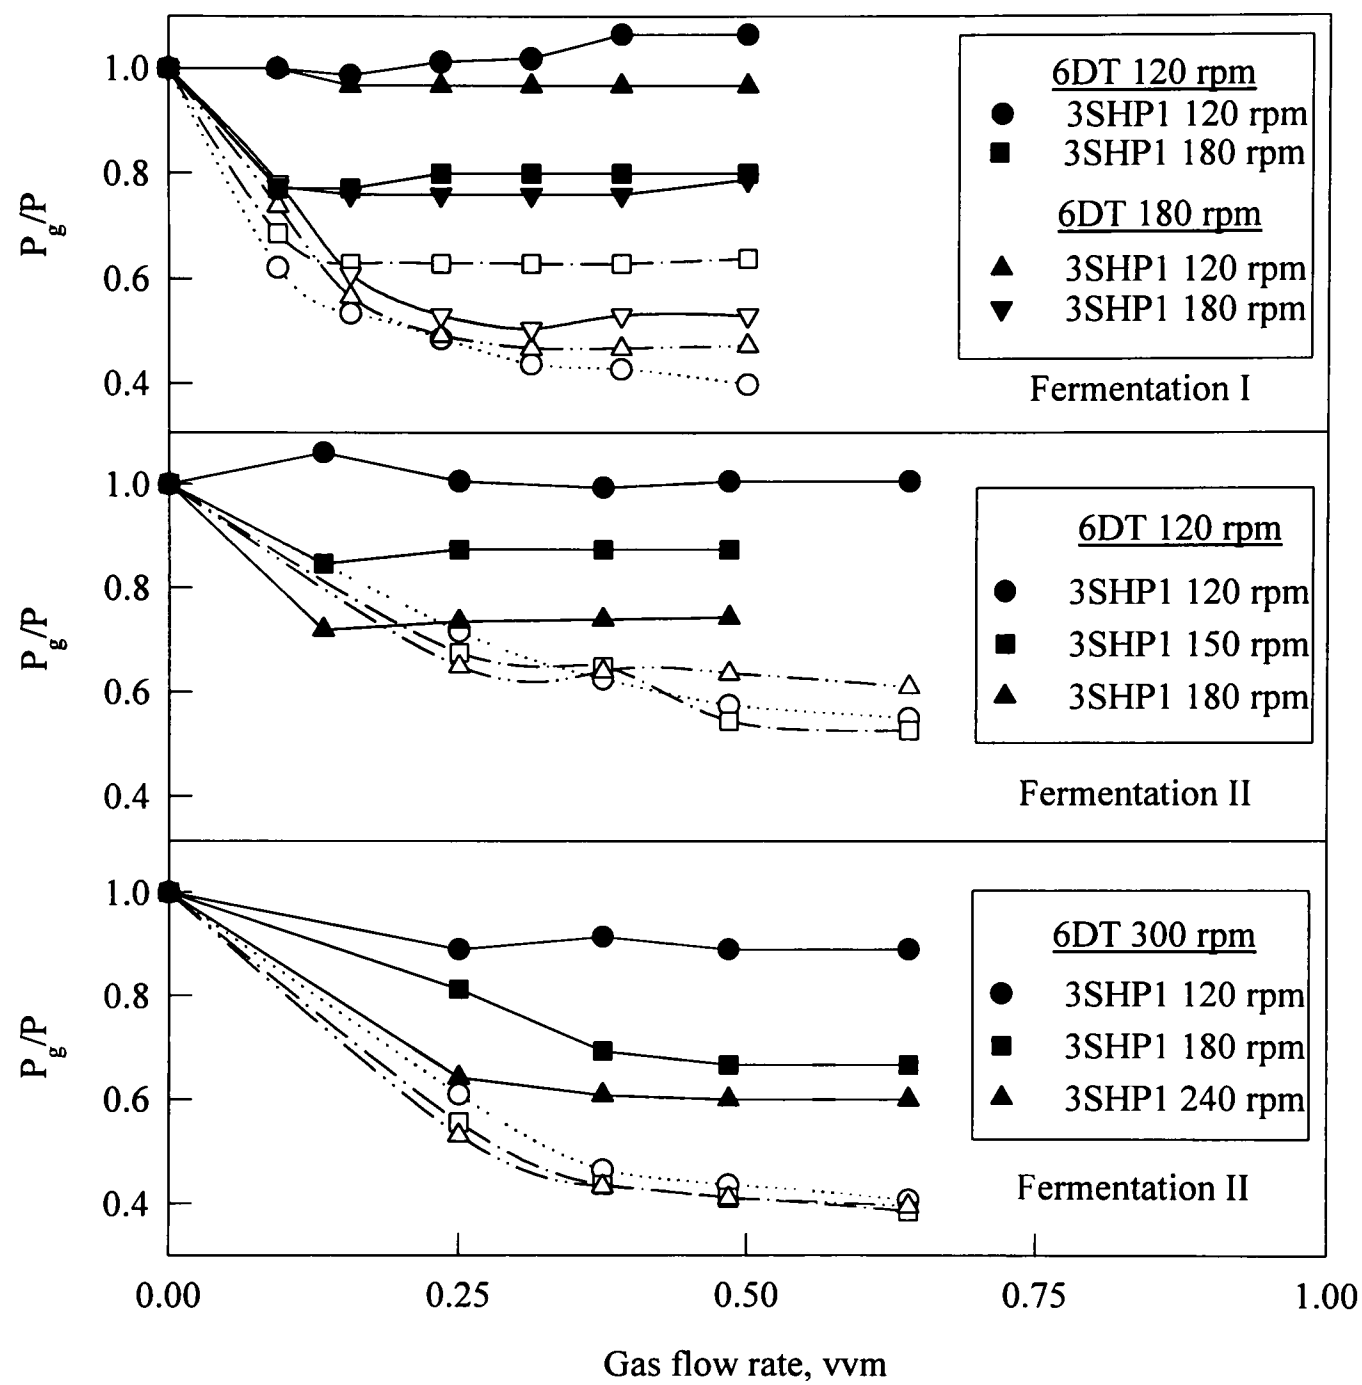 1.0
0.8
0.6
0.4
Pg/P
6DT 120 rpm
3SHP1 120 rpm
3SHP1 180 rpm
6DT 180 rpm
3SHP1 120 rpm
3SHP1 180 rpm
Fermentation I
1.0
0.8
0.6
0.4
Pg/P
6DT 120 rpm
3SHP1 120 rpm
3SHP1 150 rpm
3SHP1 180 rpm
Fermentation II
1.0
0.8
0.6
0.4
Pg/P
6DT 300 rpm
3SHP1 120 rpm
3SHP1 180 rpm
3SHP1 240 rpm
Fermentation II
0.00 0.25 0.50 0.75 1.00
Gas flow rate, vvm